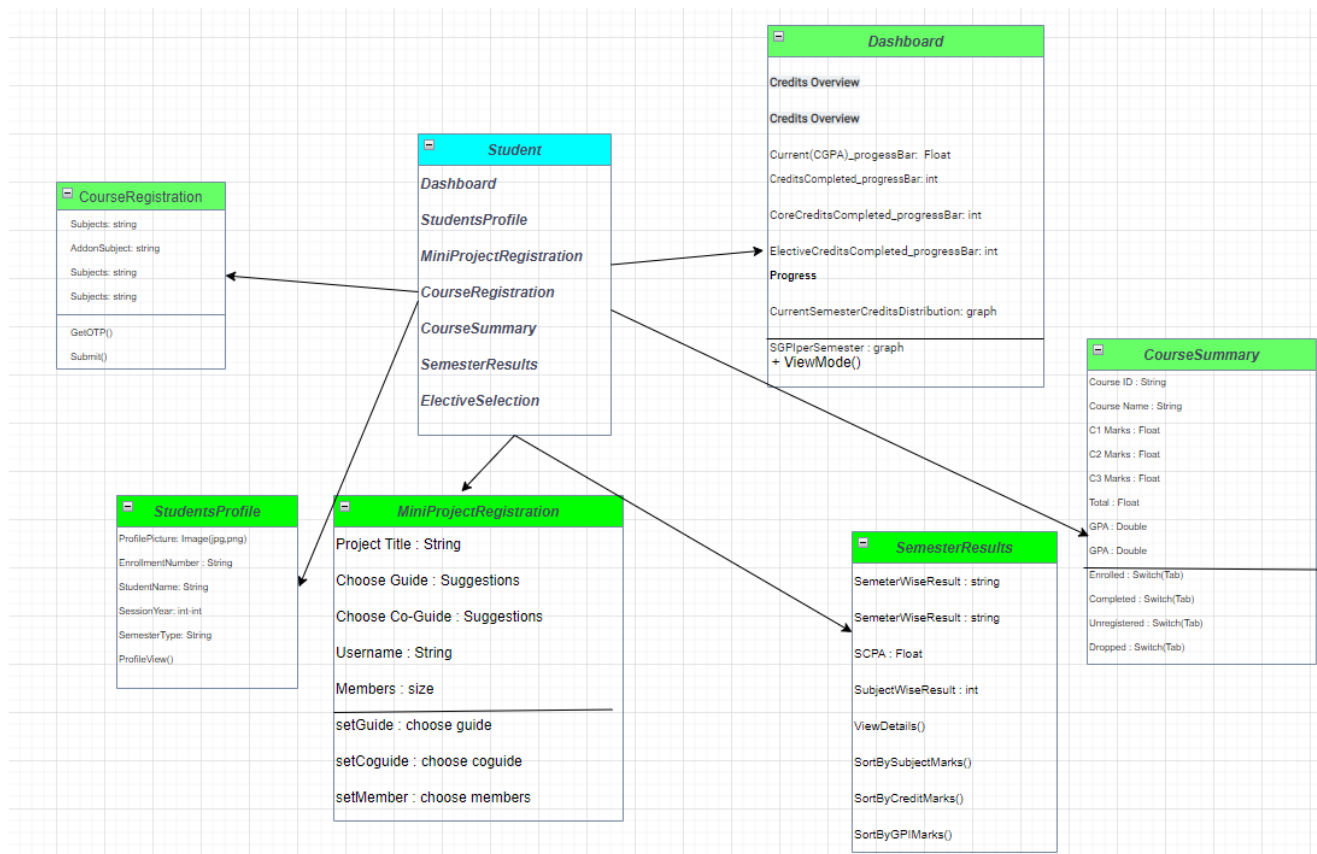 Dashboard
Credits Overview
Credits Overview
Current(CGPA)_progessBar: Float
CreditsCompleted_progressBar: int
CoreCreditsCompleted_progressBar: int
ElectiveCreditsCompleted_progressBar: int
Progress
CurrentSemesterCreditsDistribution: graph
SGPIperSemester : graph
+ ViewMode()
Student
Dashboard
StudentsProfile
MiniProjectRegistration
CourseRegistration
CourseSummary
SemesterResults
ElectiveSelection
CourseRegistration
Subjects: string
AddonSubject: string
Subjects: string
Subjects: string
GetOTP()
Submit()
CourseSummary
Course ID : String
Course Name : String
C1 Marks : Float
C2 Marks : Float
C3 Marks : Float
Total : Float
GPA : Double
GPA : Double
Enrolled : Switch(Tab)
Completed : Switch(Tab)
Unregistered : Switch(Tab)
Dropped : Switch(Tab)
StudentsProfile
ProfilePicture: Image(jpg,png)
EnrollmentNumber : String
StudentName: String
SessionYear: int-int
SemesterType: String
ProfileView()
MiniProjectRegistration
Project Title : String
Choose Guide : Suggestions
Choose Co-Guide : Suggestions
Username : String
Members : size
setGuide : choose guide
setCoguide : choose coguide
setMember : choose members
SemesterResults
SemeterWiseResult : string
SemeterWiseResult : string
SCPA : Float
SubjectWiseResult : int
ViewDetails()
SortBySubjectMarks()
SortByCreditMarks()
SortByGPIMarks()